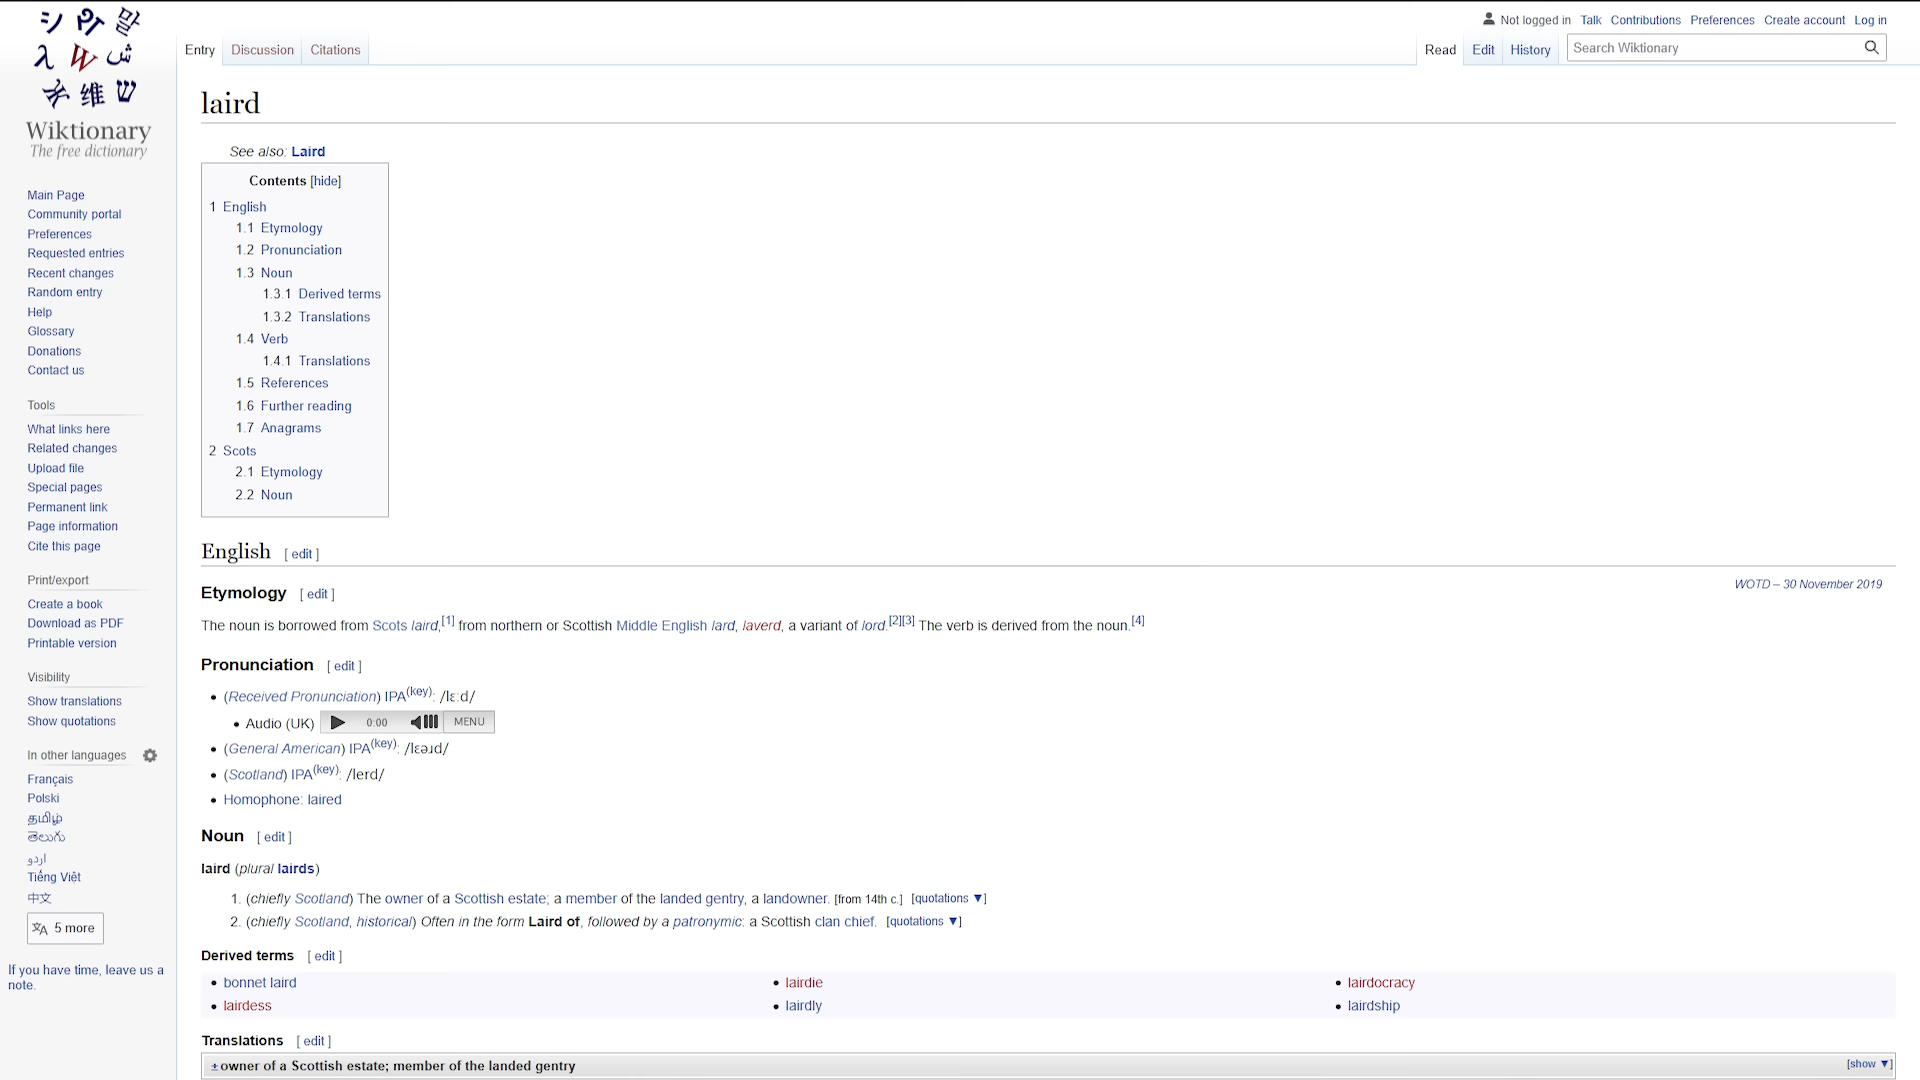 Wiktionary
The free dictionary
Not logged in Talk Contributions Preferences Create account Log in
Entry Discussion Citations
Read Edit History Search Wiktionary
laird
See also: Laird
Contents [hide]
1 English
1.1 Etymology
1.2 Pronunciation
1.3 Noun
1.3.1 Derived terms
1.3.2 Translations
1.4 Verb
1.4.1 Translations
1.5 References
1.6 Further reading
1.7 Anagrams
2 Scots
2.1 Etymology
2.2 Noun
Main Page
Community portal
Preferences
Requested entries
Recent changes
Random entry
Help
Glossary
Donations
Contact us
Tools
What links here
Related changes
Upload file
Special pages
Permanent link
Page information
Cite this page
Print/export
Create a book
Download as PDF
Printable version
Visibility
Show translations
Show quotations
In other languages
Français
Polski
தமிழ்
తెలుగు
اردو
Tiếng Việt
中文
5 more
If you have time, leave us a
note.
English [ edit ]
Etymology [ edit ]
WOTD – 30 November 2019
The noun is borrowed from Scots laird,[1] from northern or Scottish Middle English lard, laverd, a variant of lord.[2][3] The verb is derived from the noun.[4]
Pronunciation [ edit ]
(Received Pronunciation) IPA(key): /lɛːd/
Audio (UK) 0:00 MENU
(General American) IPA(key): /lɛəɹd/
(Scotland) IPA(key): /lerd/
Homophone: laired
Noun [ edit ]
laird (plural lairds)
1. (chiefly Scotland) The owner of a Scottish estate; a member of the landed gentry, a landowner. [from 14th c.] [quotations ▼]
2. (chiefly Scotland, historical) Often in the form Laird of, followed by a patronymic: a Scottish clan chief. [quotations ▼]
Derived terms [ edit ]
bonnet laird
lairdess
lairdie
lairdly
lairdocracy
lairdship
Translations [ edit ]
±owner of a Scottish estate; member of the landed gentry [show ▼]